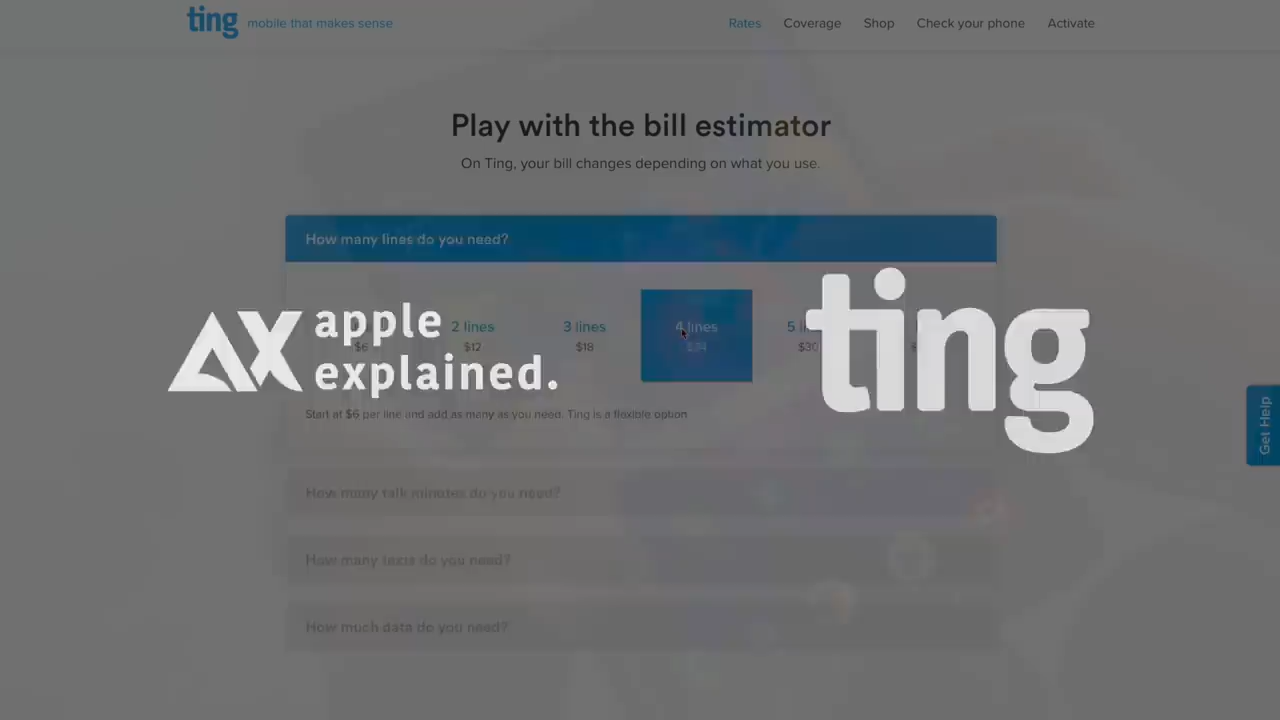 ting mobile that makes sense
Rates Coverage Shop Check your phone Activate
Play with the bill estimator
On Ting, your bill changes depending on what you use.
How many lines do you need?
2 lines 3 lines 4 lines
$6 $12 $18 $24 $30
Start at $6 per line and add as many as you need. Ting is a flexible option
apple
explained.
ting
Get Help
How many talk minutes do you need?
How many texts do you need?
How much data do you need?